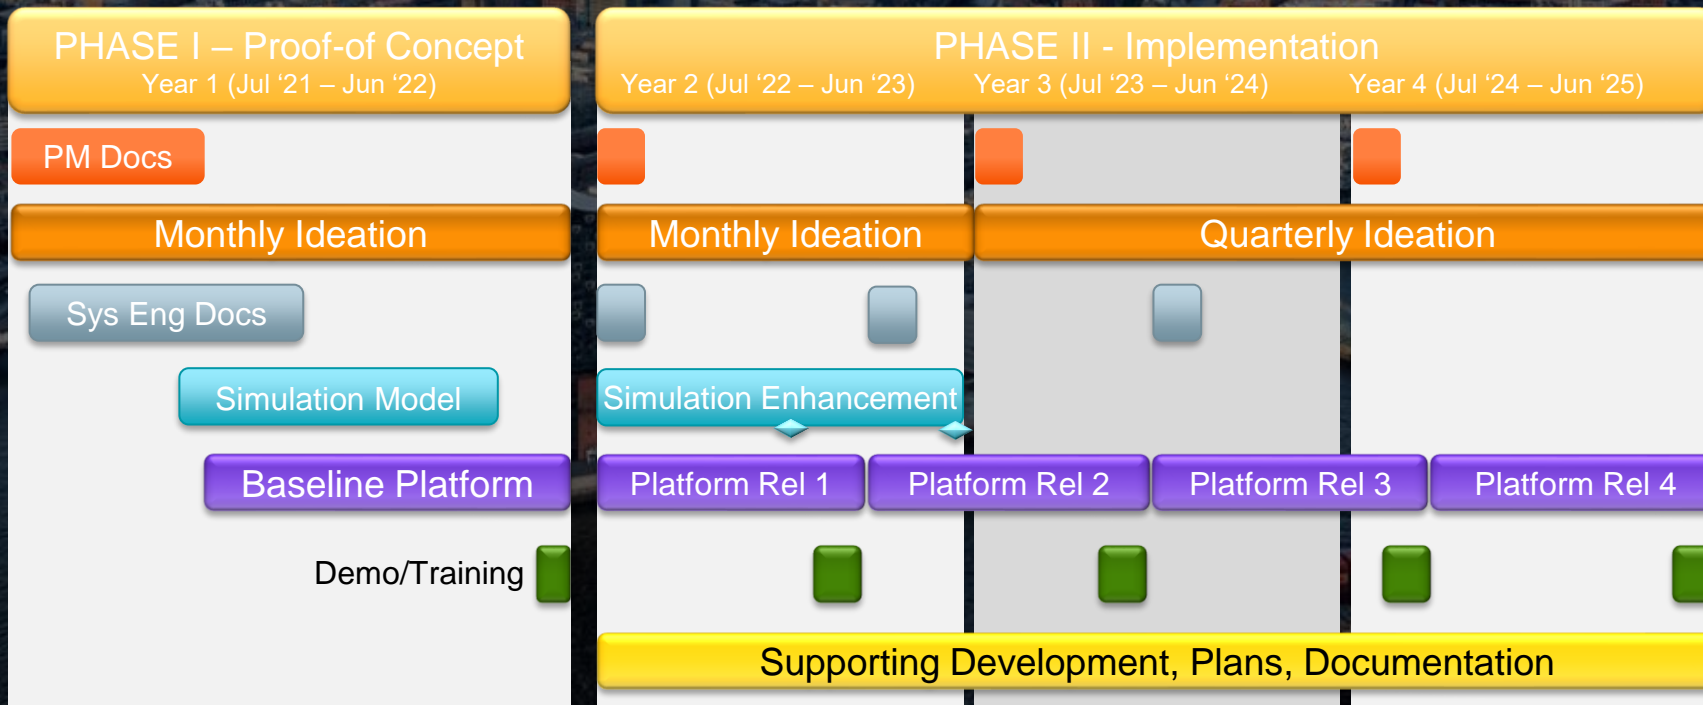 PHASE I – Proof-of Concept
Year 1 (Jul ‘21 – Jun ‘22)
PHASE II - Implementation
Year 2 (Jul ‘22 – Jun ‘23)
Year 3 (Jul ‘23 – Jun ‘24)
Year 4 (Jul ‘24 – Jun ‘25)
PM Docs
Monthly Ideation
Monthly Ideation
Quarterly Ideation
Sys Eng Docs
Simulation Model
Simulation Enhancement
Baseline Platform
Platform Rel 1
Platform Rel 2
Platform Rel 3
Platform Rel 4
Demo/Training
Supporting Development, Plans, Documentation